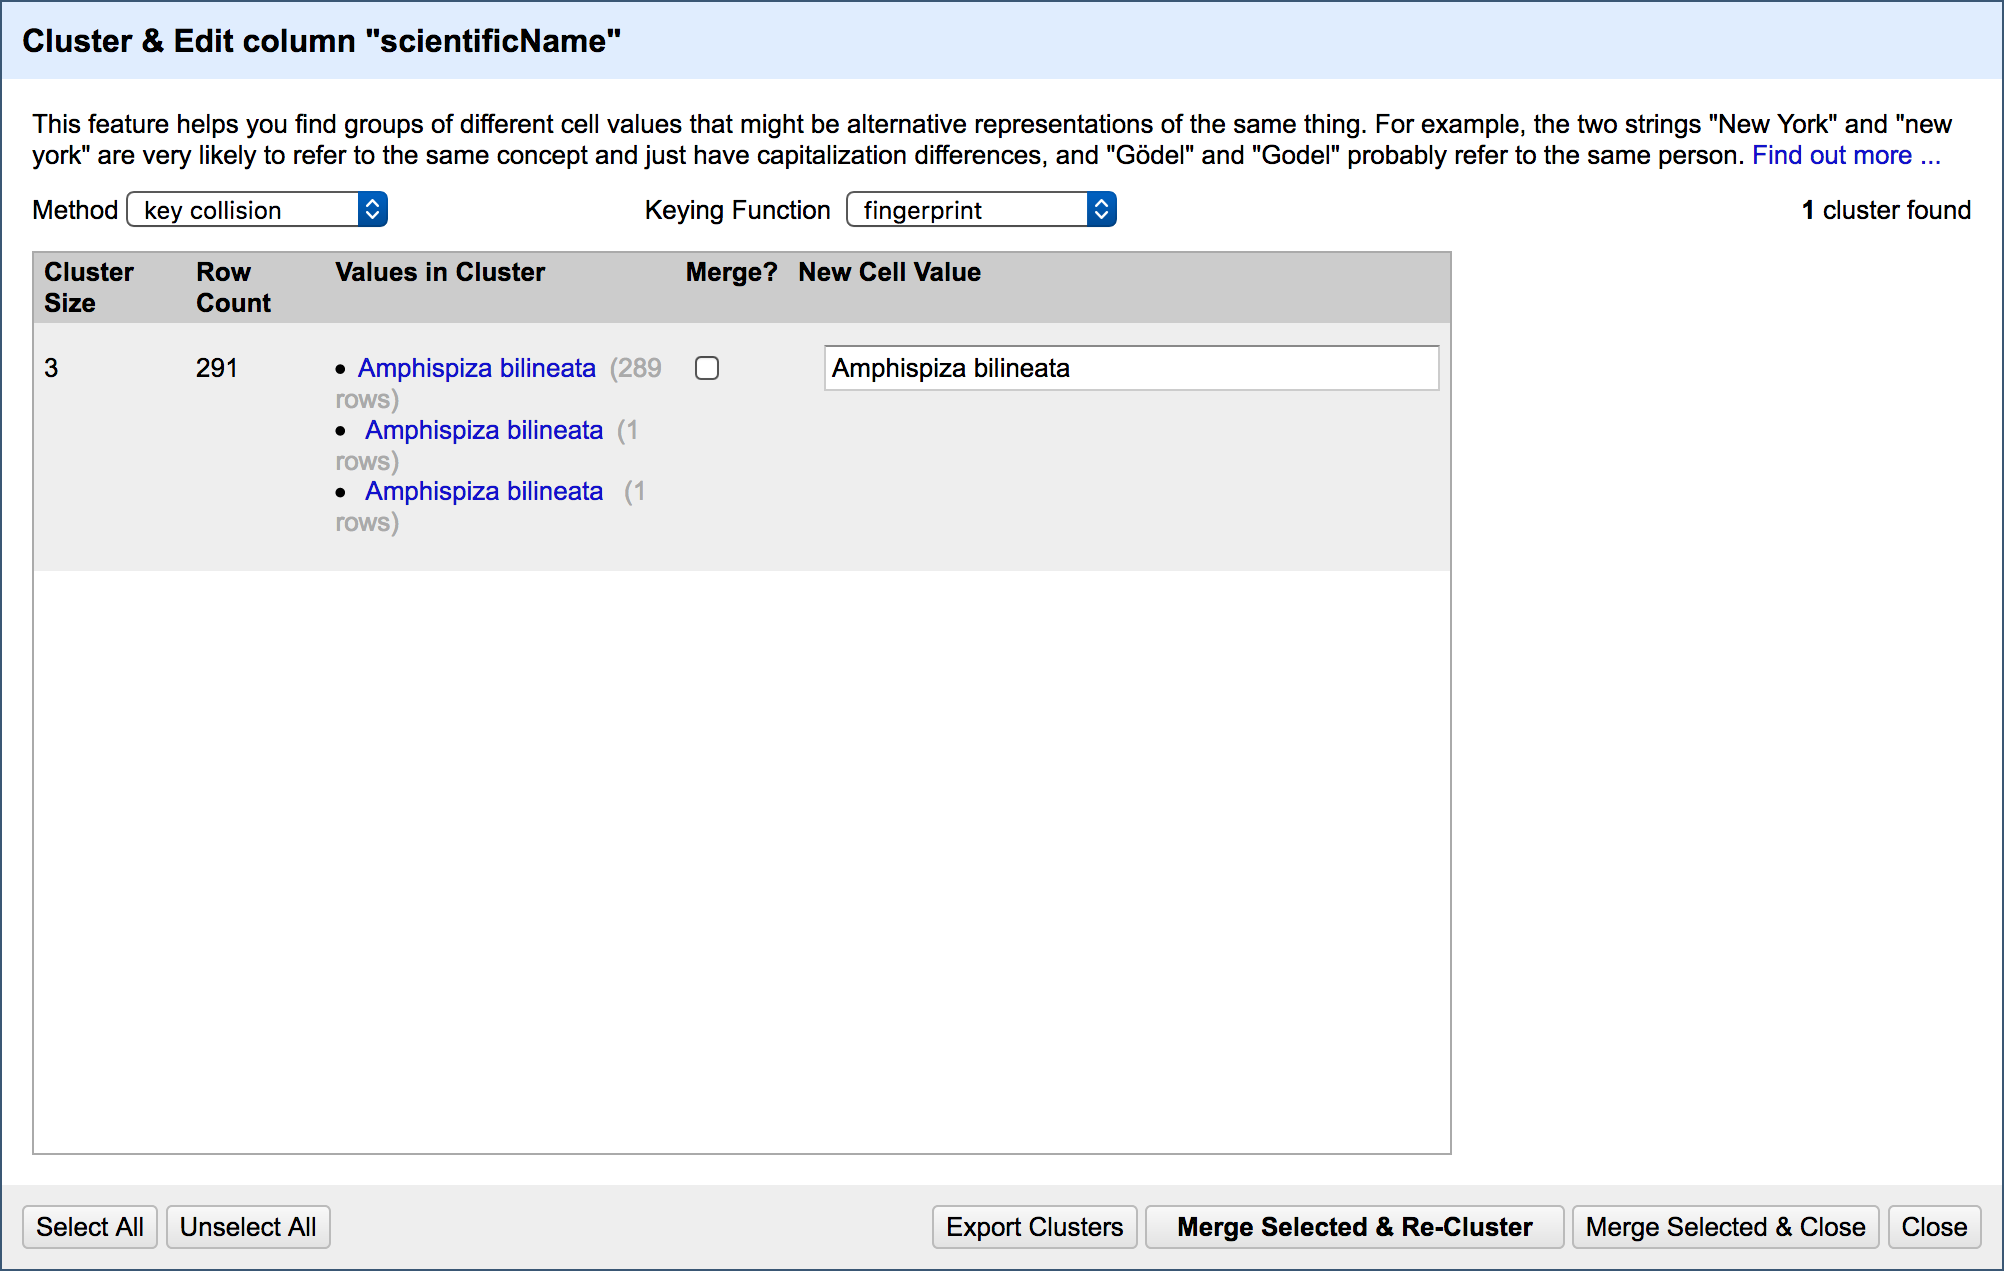 Cluster & Edit column "scientificName"
This feature helps you find groups of different cell values that might be alternative representations of the same thing. For example, the two strings "New York" and "new
york" are very likely to refer to the same concept and just have capitalization differences, and "Gödel" and "Godel" probably refer to the same person. Find out more ...
Method key collision Keying Function fingerprint 1 cluster found
Cluster Size Row Count Values in Cluster Merge? New Cell Value
3 291 • Amphispiza bilineata (289 Amphispiza bilineata
rows)
• Amphispiza bilineata (1
rows)
• Amphispiza bilineata (1
rows)
Select All Unselect All Export Clusters Merge Selected & Re-Cluster Merge Selected & Close Close